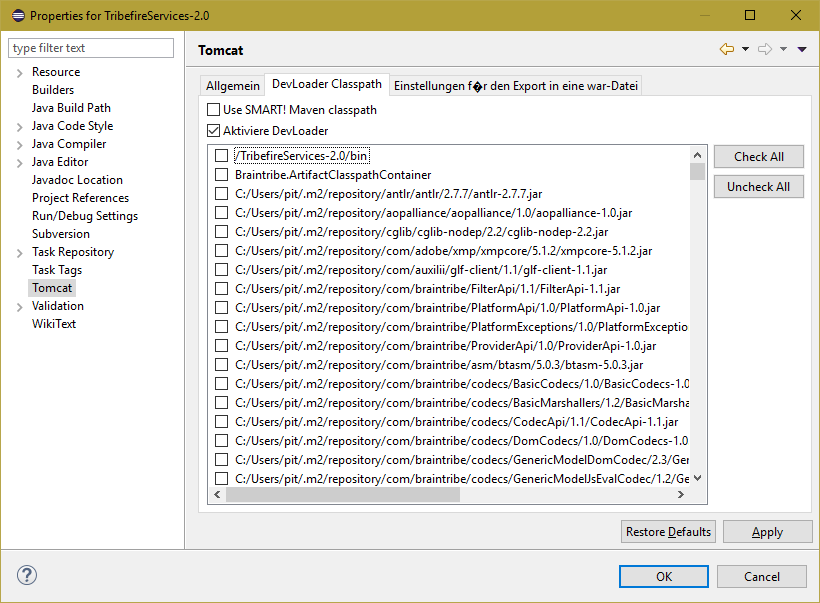 Properties for TribefireServices-2.0
type filter text
Resource
Builders
Java Build Path
Java Code Style
Java Compiler
Java Editor
Javadoc Location
Project References
Run/Debug Settings
Subversion
Task Repository
Task Tags
Tomcat
Validation
WikiText
Tomcat
Allgemein
DevLoader Classpath
Einstellungen f�r den Export in eine war-Datei
Use SMART! Maven classpath
Aktiviere DevLoader
/TribefireServices-2.0/bin
Braintribe.ArtifactClasspathContainer
C:/Users/pit/.m2/repository/antlr/antlr/2.7.7/antlr-2.7.7.jar
C:/Users/pit/.m2/repository/aopalliance/aopalliance/1.0/aopalliance-1.0.jar
C:/Users/pit/.m2/repository/cglib/cglib-nodep/2.2/cglib-nodep-2.2.jar
C:/Users/pit/.m2/repository/com/adobe/xmp/xmpcore/5.1.2/xmpcore-5.1.2.jar
C:/Users/pit/.m2/repository/com/auxilii/glf-client/1.1/glf-client-1.1.jar
C:/Users/pit/.m2/repository/com/braintribe/FilterApi/1.1/FilterApi-1.1.jar
C:/Users/pit/.m2/repository/com/braintribe/PlatformApi/1.0/PlatformApi-1.0.jar
C:/Users/pit/.m2/repository/com/braintribe/PlatformExceptions/1.0/PlatformExceptio
C:/Users/pit/.m2/repository/com/braintribe/ProviderApi/1.0/ProviderApi-1.0.jar
C:/Users/pit/.m2/repository/com/braintribe/asm/btasm/5.0.3/btasm-5.0.3.jar
C:/Users/pit/.m2/repository/com/braintribe/codecs/BasicCodecs/1.0/BasicCodecs-1.0
C:/Users/pit/.m2/repository/com/braintribe/codecs/BasicMarshallers/1.2/BasicMarsha
C:/Users/pit/.m2/repository/com/braintribe/codecs/CodecApi/1.1/CodecApi-1.1.jar
C:/Users/pit/.m2/repository/com/braintribe/codecs/DomCodecs/1.0/DomCodecs-1.0
C:/Users/pit/.m2/repository/com/braintribe/codecs/GenericModelDomCodec/2.3/Ger
C:/Users/pit/.m2/repository/com/braintribe/codecs/GenericModelJsEvalCodec/1.2/Ge
Check All
Uncheck All
Restore Defaults
Apply
OK
Cancel